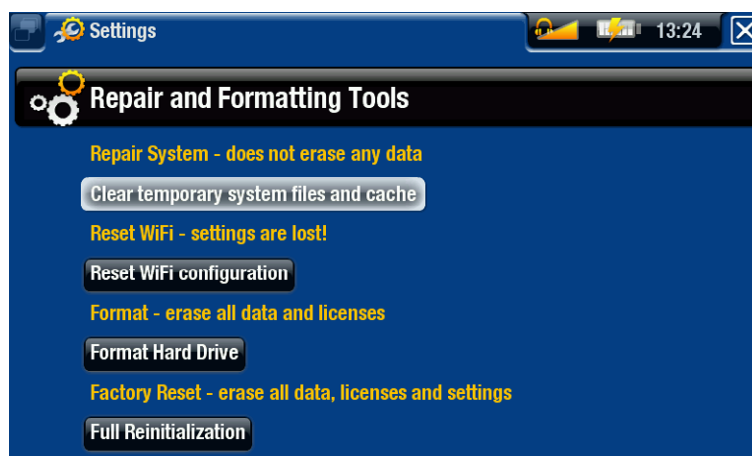 Settings
13:24
Repair and Formatting Tools
Repair System - does not erase any data
Clear temporary system files and cache
Reset WiFi - settings are lost!
Reset WiFi configuration
Format - erase all data and licenses
Format Hard Drive
Factory Reset - erase all data, licenses and settings
Full Reinitialization